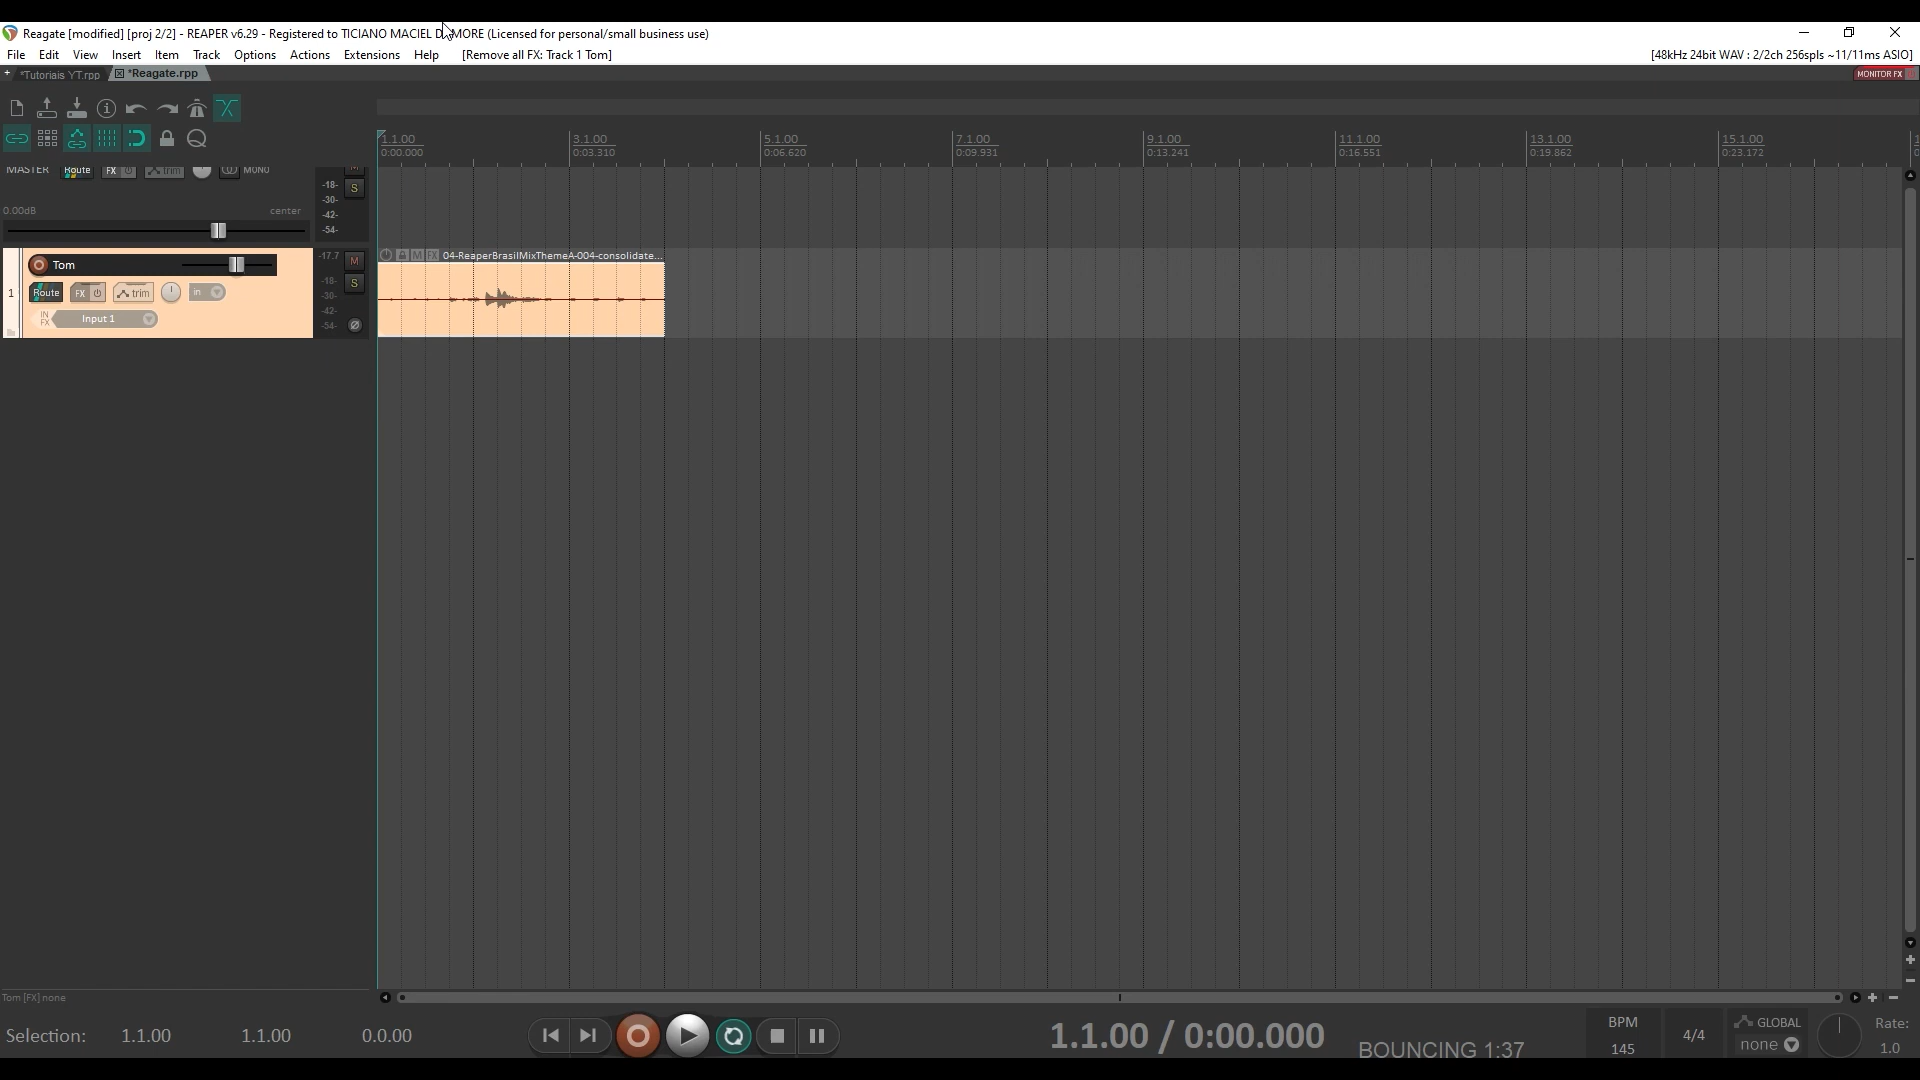 Reagate [modified] [proj 2/2] - REAPER v6.29 - Registered to TICIANO MACIEL D MORE (Licensed for personal/small business use)
File Edit View Insert Item Track Options Actions Extensions Help [Remove all FX: Track 1 Tom] [48kHz 24bit WAV : 2/2ch 256spls ~11/11ms ASIO]
+ *Tutoriais YT.rpp *Reagate.rpp MONITOR FX
1.1.00 3.1.00 5.1.00 7.1.00 9.1.00 11.1.00 13.1.00 15.1.00
0:00.000 0:03.310 0:06.620 0:09.931 0:13.241 0:16.551 0:19.862 0:23.172
MASTER Route FX trim MONO M
-18- S
-30-
0.00dB center -42-
-54-
Tom -17.7 M M FX 04-ReaperBrasilMixThemeA-004-consolidate...
1 Route FX trim in -18- S
-30-
IN FX Input 1 -42-
-54-
Tom [FX] none
Selection: 1.1.00 1.1.00 0.0.00 1.1.00 / 0:00.000 BOUNCING 1:37
BPM 4/4 GLOBAL Rate:
145 none 1.0